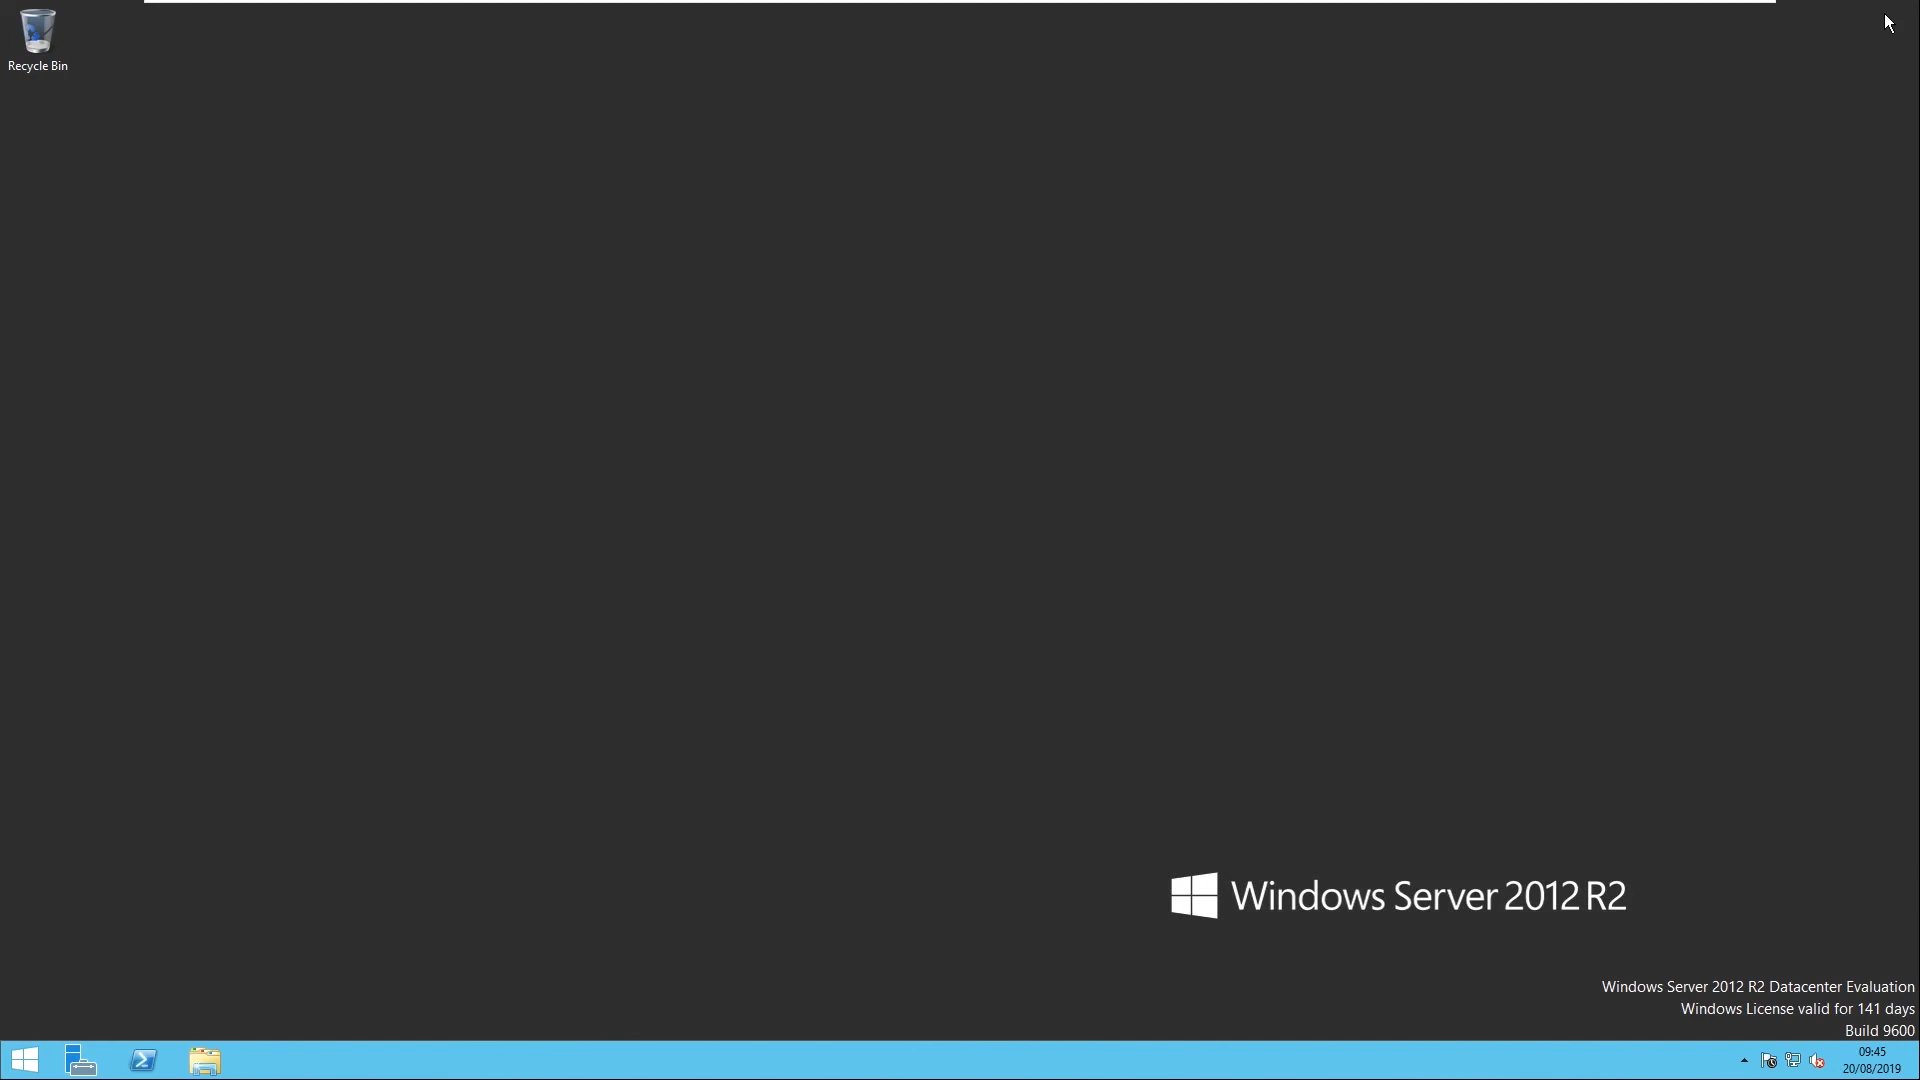 Recycle Bin
Windows Server 2012 R2
Windows Server 2012 R2 Datacenter Evaluation
Windows License valid for 141 days
Build 9600
09:45
20/08/2019